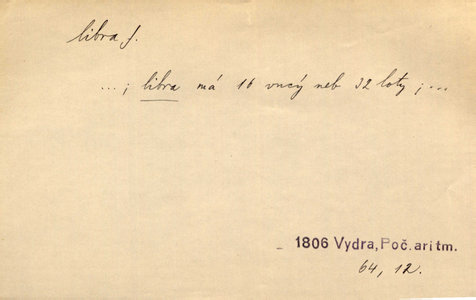 libra f.
...; libra má 16 uncý neb 32 loty; ...
1806 Vydra, Poč. aritm.
64, 12.